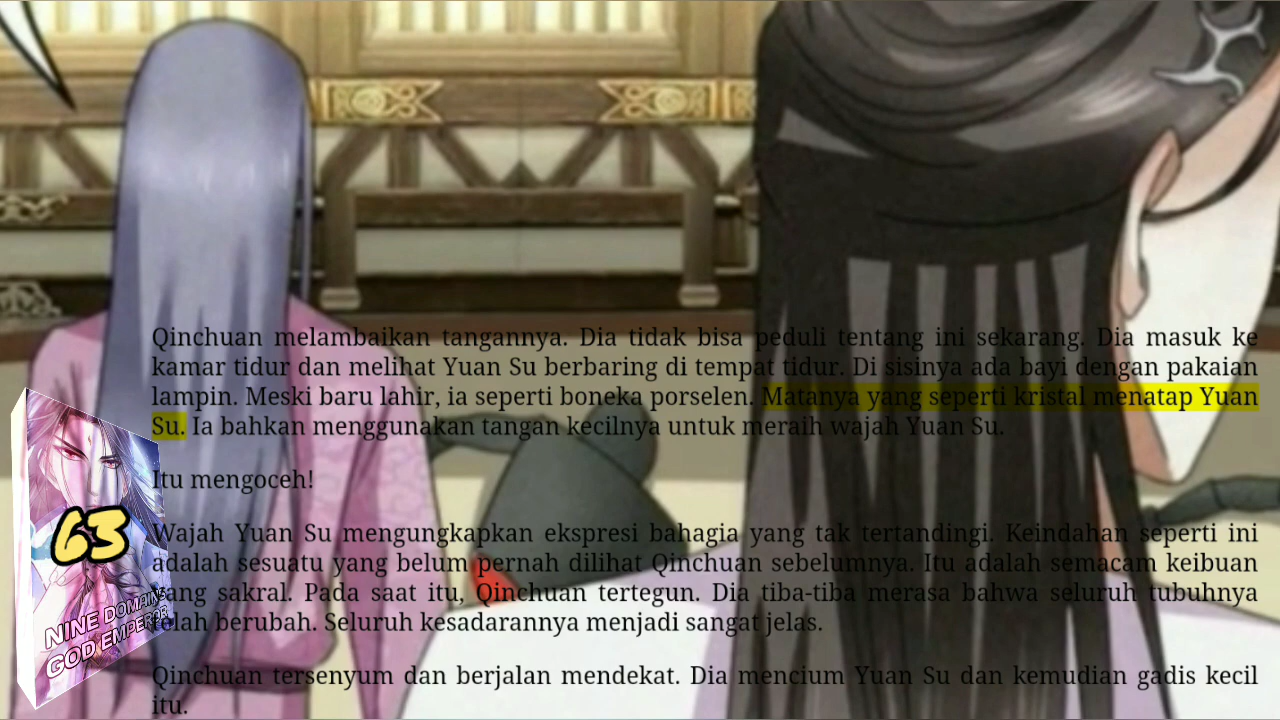 Qinchuan melambaikan tangannya. Dia tidak bisa peduli tentang ini sekarang. Dia masuk ke
kamar tidur dan melihat Yuan Su berbaring di tempat tidur. Di sisinya ada bayi dengan pakaian
lampin. Meski baru lahir, ia seperti boneka porselen. Matanya yang seperti kristal menatap Yuan
Su. Ia bahkan menggunakan tangan kecilnya untuk meraih wajah Yuan Su.
Itu mengoceh!
Wajah Yuan Su mengungkapkan ekspresi bahagia yang tak tertandingi. Keindahan seperti ini
adalah sesuatu yang belum pernah dilihat Qinchuan sebelumnya. Itu adalah semacam keibuan
yang sakral. Pada saat itu, Qinchuan tertegun. Dia tiba-tiba merasa bahwa seluruh tubuhnya
telah berubah. Seluruh kesadarannya menjadi sangat jelas.
Qinchuan tersenyum dan berjalan mendekat. Dia mencium Yuan Su dan kemudian gadis kecil
itu.
63
NINE DOMAINS
GOD EMPEROR